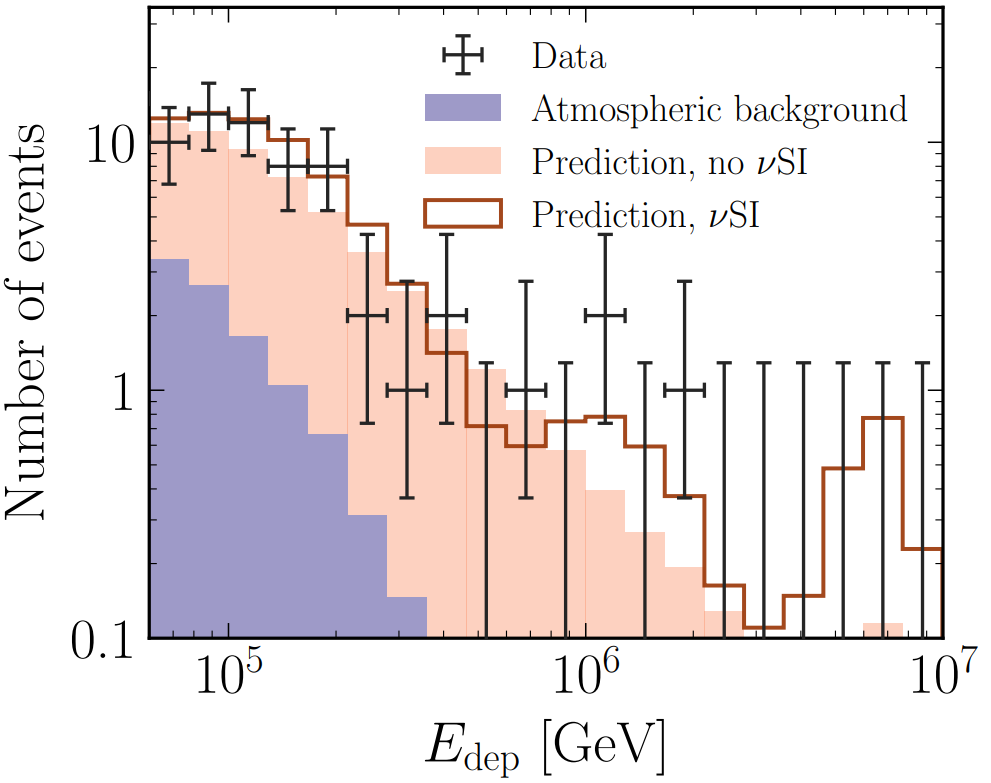 Data
Atmospheric background
Prediction, no νSI
Prediction, νSI
Number of events
10
1
0.1
10^5
10^6
10^7
E_dep [GeV]